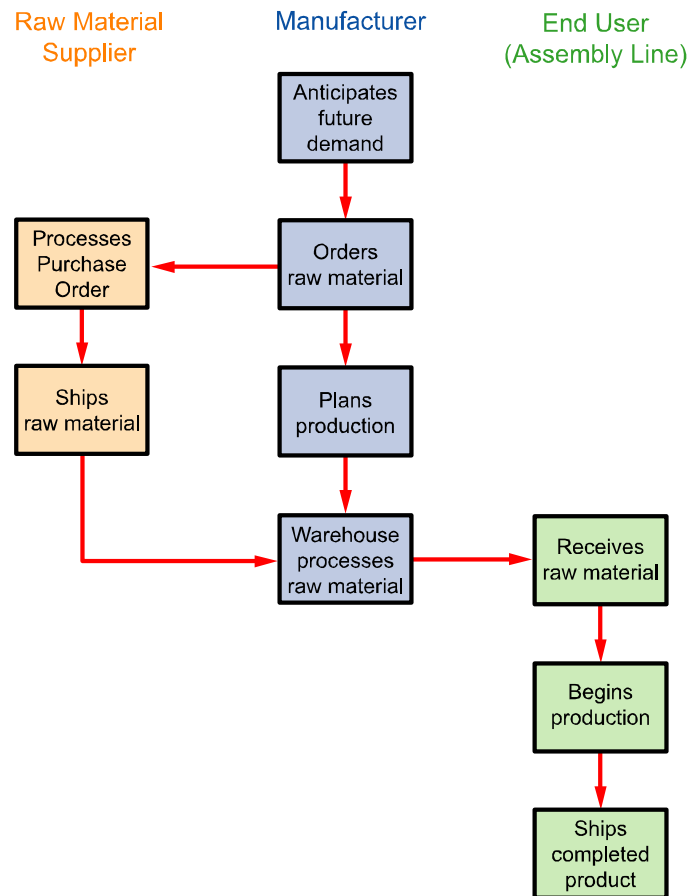 Raw Material
Supplier
Manufacturer
End User
(Assembly Line)
Anticipates
future
demand
Processes
Purchase
Order
Orders
raw material
Ships
raw material
Plans
production
Warehouse
processes
raw material
Receives
raw material
Begins
production
Ships
completed
product